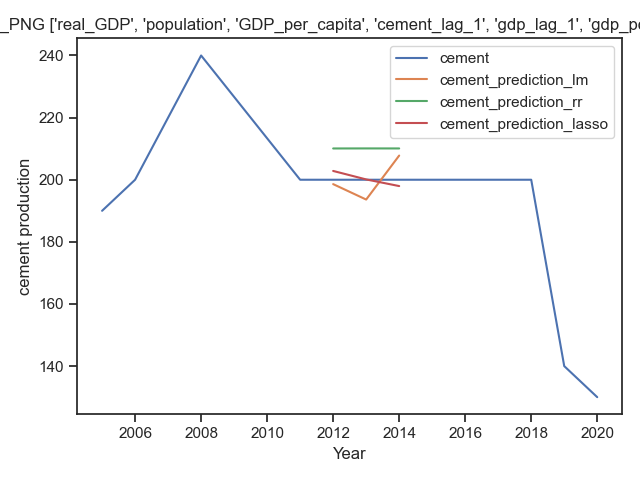 _PNG ['real_GDP', 'population', 'GDP_per_capita', 'cement_lag_1', 'gdp_lag_1', 'gdp_pe
cement
cement_prediction_lm
cement_prediction_rr
cement_prediction_lasso
240
220
200
180
160
140
cement production
2006
2008
2010
2012
2014
2016
2018
2020
Year